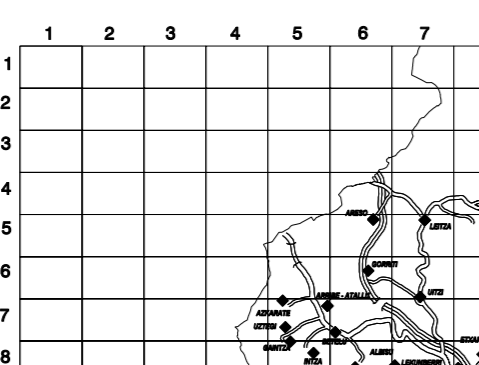 1 2 3 4 5 6 7
1
2
3
4
ARESO
5
LEITZA
6
GORRITI
UITZI
ARRIBE - ATALLU
7
AZKARATE
UZTEGI
BETELU
GAINTZA
ALBISU
8
INTZA
LEKUNBERRI